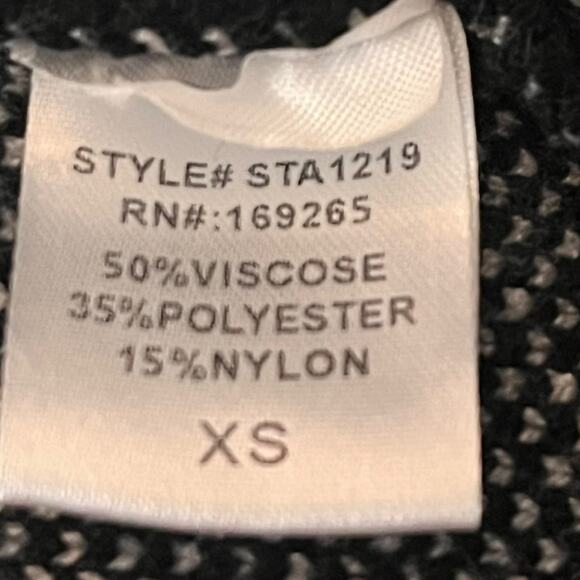 STYLE# STA1219
RN#:169265
50%VISCOSE
35%POLYESTER
15%NYLON
XS